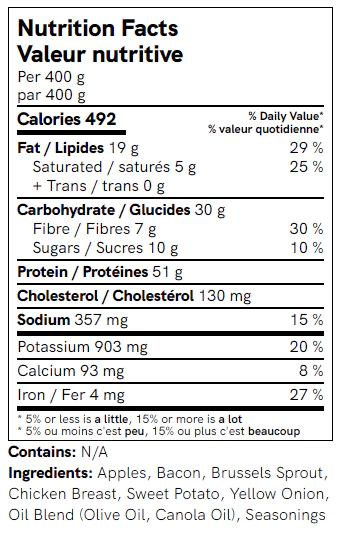 Nutrition Facts
Valeur nutritive
Per 400 g
par 400 g
Calories 492
% Daily Value*
% valeur quotidienne*
Fat / Lipides 19 g 29 %
Saturated / saturés 5 g 25 %
+ Trans / trans 0 g
Carbohydrate / Glucides 30 g
Fibre / Fibres 7 g 30 %
Sugars / Sucres 10 g 10 %
Protein / Protéines 51 g
Cholesterol / Cholestérol 130 mg
Sodium 357 mg 15 %
Potassium 903 mg 20 %
Calcium 93 mg 8 %
Iron / Fer 4 mg 27 %
* 5% or less is a little, 15% or more is a lot
* 5% ou moins c'est peu, 15% ou plus c'est beaucoup
Contains: N/A
Ingredients: Apples, Bacon, Brussels Sprout,
Chicken Breast, Sweet Potato, Yellow Onion,
Oil Blend (Olive Oil, Canola Oil), Seasonings